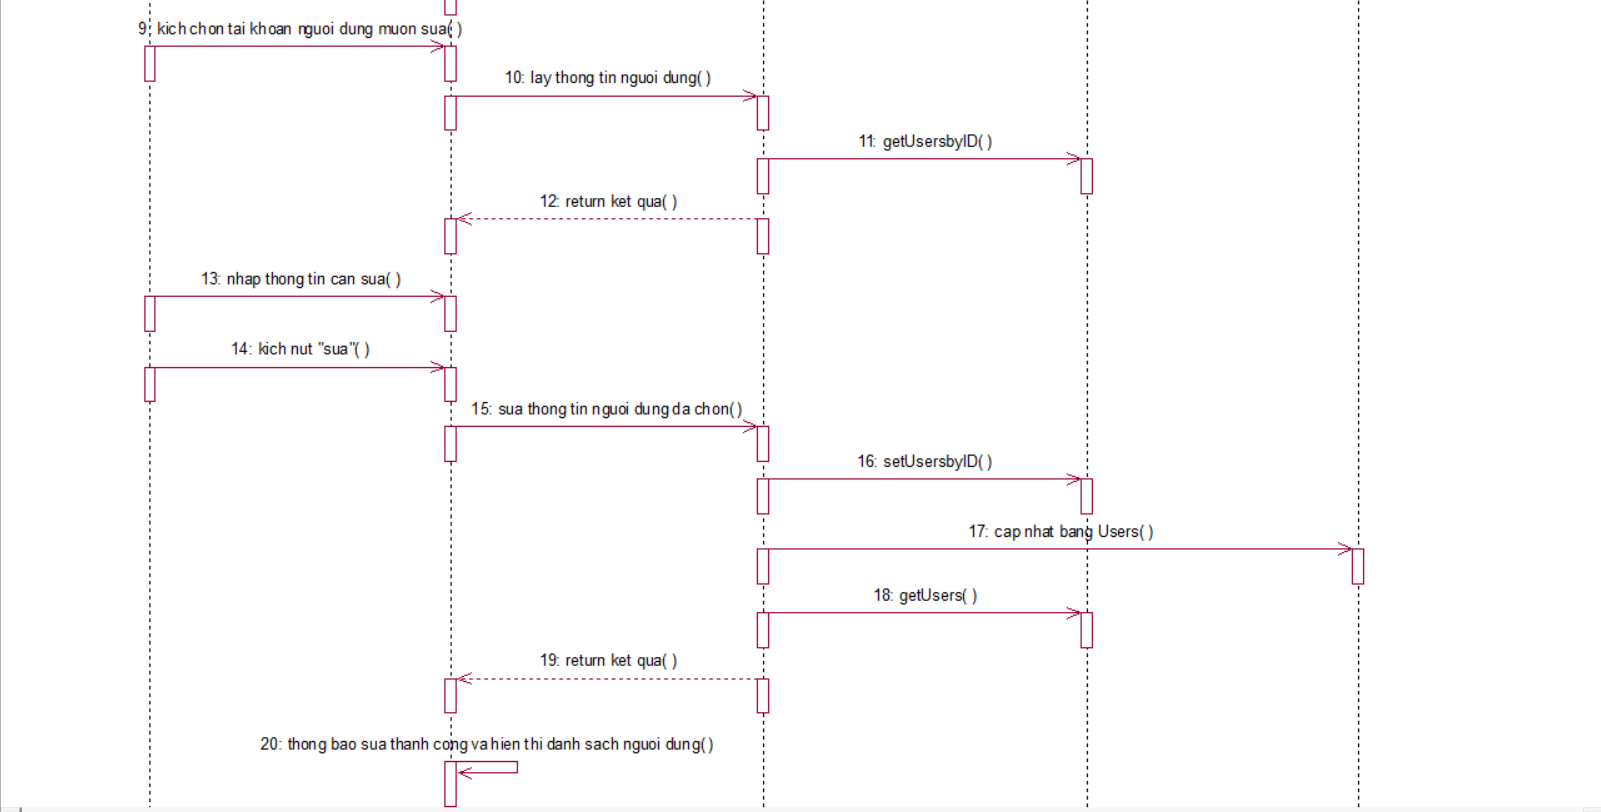 9: kich chon tai khoan nguoi dung muon sua( )
10: lay thong tin nguoi dung( )
11: getUsersbyID( )
12: return ket qua( )
13: nhap thong tin can sua( )
14: kich nut "sua"( )
15: sua thong tin nguoi dung da chon( )
16: setUsersbyID( )
17: cap nhat bang Users( )
18: getUsers( )
19: return ket qua( )
20: thong bao sua thanh cong va hien thi danh sach nguoi dung( )